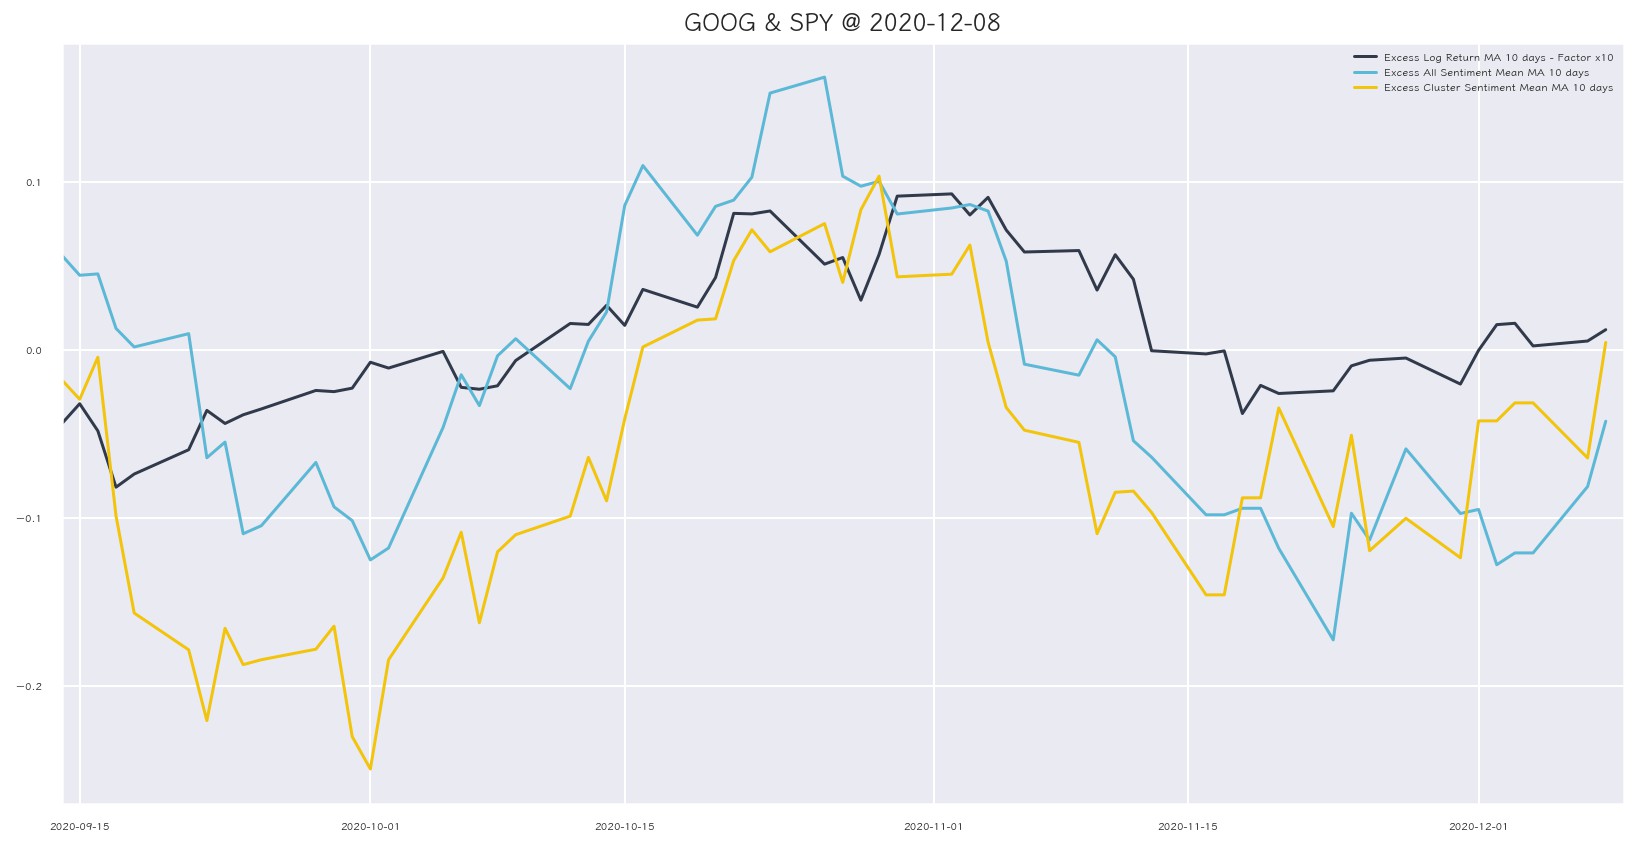 GOOG & SPY @ 2020-12-08
Excess Log Return MA 10 days - Factor x10
Excess All Sentiment Mean MA 10 days
Excess Cluster Sentiment Mean MA 10 days
0.1
0.0
−0.1
−0.2
2020-09-15
2020-10-01
2020-10-15
2020-11-01
2020-11-15
2020-12-01